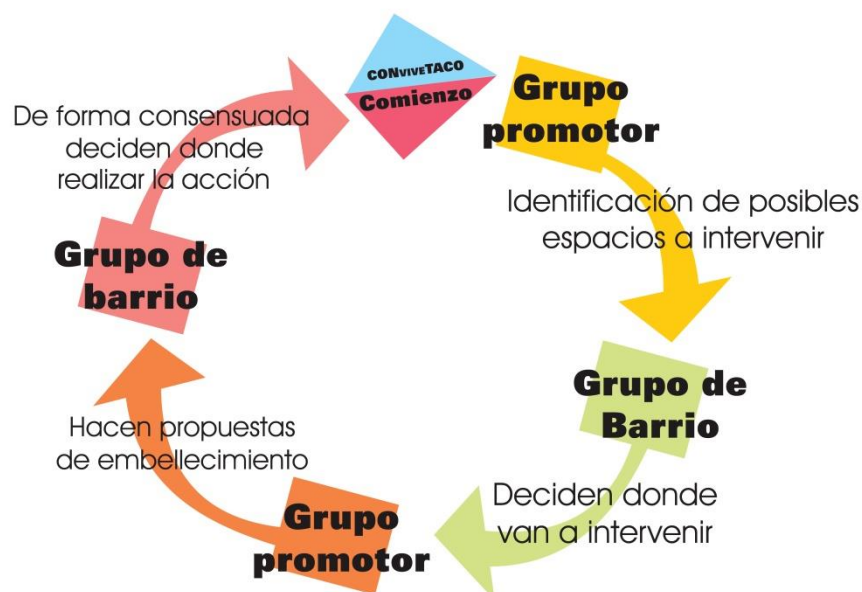 CONVIVETACO
Comienzo
Grupo
promotor
Identificación de posibles
espacios a intervenir
Grupo de
Barrio
Deciden donde
van a intervenir
Grupo
promotor
Hacen propuestas
de embellecimiento
Grupo de
barrio
De forma consensuada
deciden donde
realizar la acción